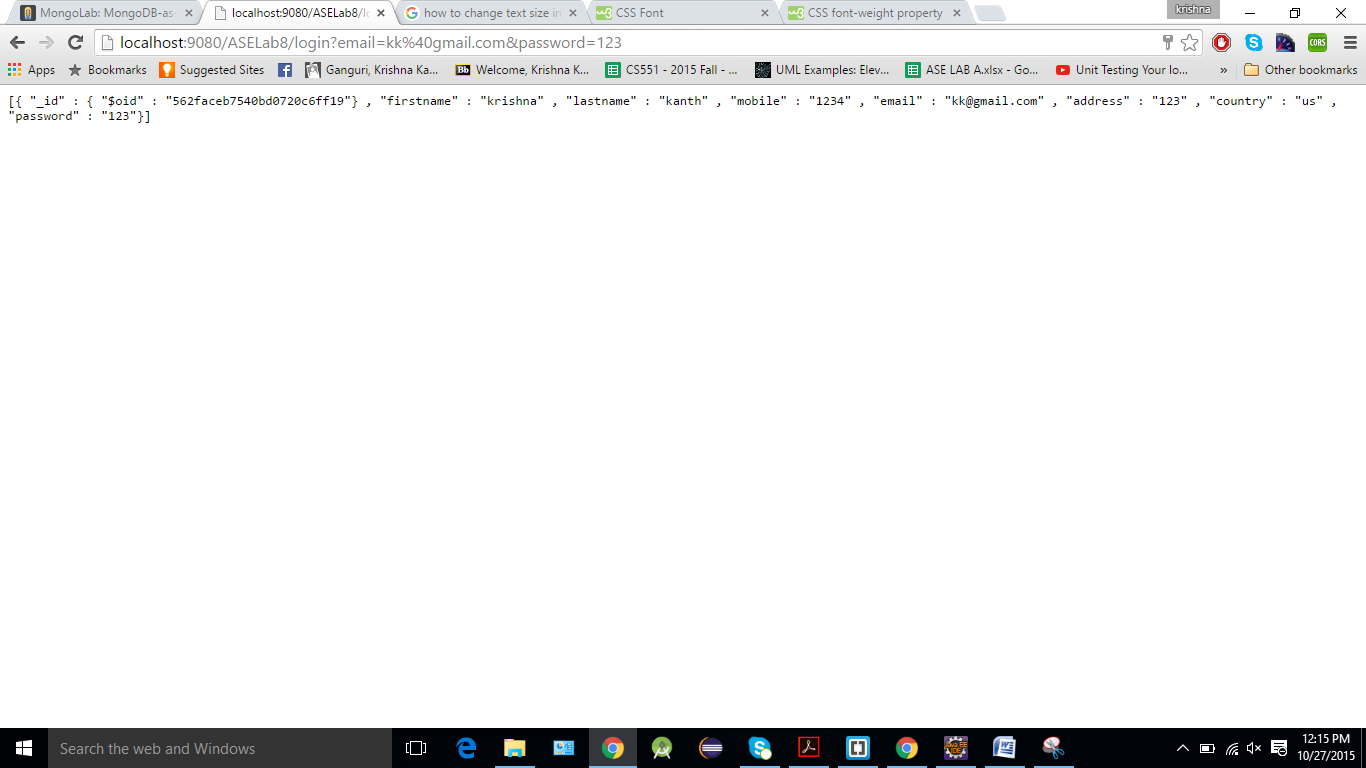 MongoLab: MongoDB-as-
localhost:9080/ASELab8/lo
how to change text size in
CSS Font
CSS font-weight property
krishna
localhost:9080/ASELab8/login?email=kk%40gmail.com&password=123
Apps
Bookmarks
Suggested Sites
Ganguri, Krishna Ka...
Bb Welcome, Krishna K...
CS551 - 2015 Fall - ...
UML Examples: Elev...
ASE LAB A.xlsx - Go...
Unit Testing Your Io...
»
Other bookmarks
CORS
[{ "_id" : { "$oid" : "562faceb7540bd0720c6ff19"} , "firstname" : "krishna" , "lastname" : "kanth" , "mobile" : "1234" , "email" : "kk@gmail.com" , "address" : "123" , "country" : "us" ,
"password" : "123"}]
Search the web and Windows
12:15 PM
10/27/2015